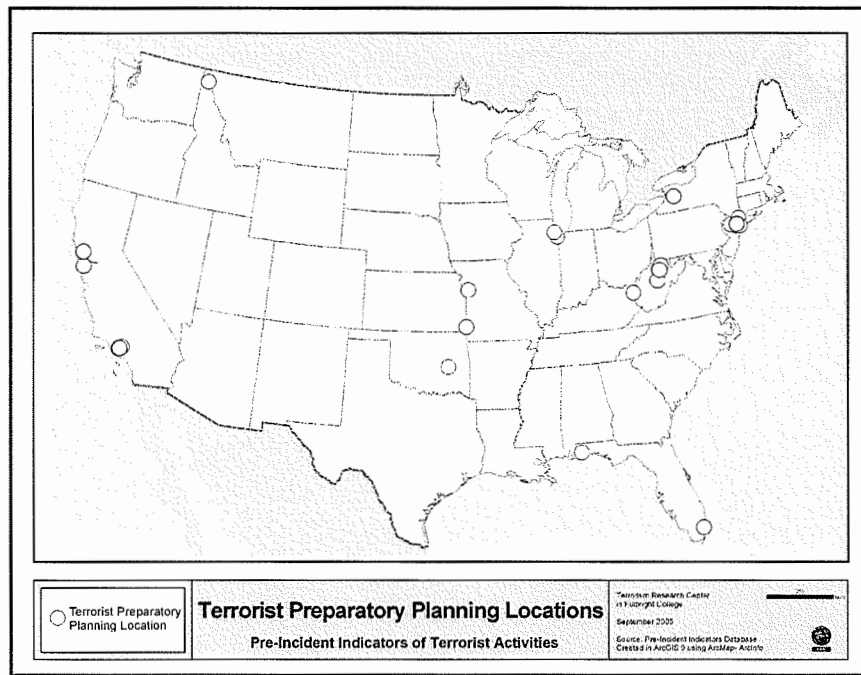 Terrorist Preparatory
Planning Location
Terrorist Preparatory Planning Locations
Pre-Incident Indicators of Terrorist Activities
Terrorism Research Center
in Fulbright College
September 2005
Source: Pre-Incident Indicators Database
Created in ArcGIS 9 using ArcMap- ArcInfo